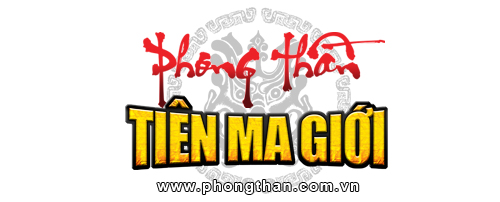 Phong thần
TIÊN MA GIỚI
www.phongthan.com.vn